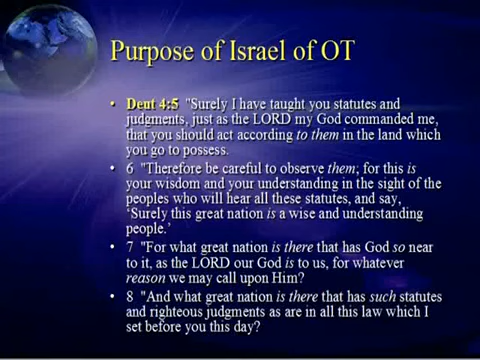 Purpose of Israel of OT
• Deut 4:5 "Surely I have taught you statutes and
judgments, just as the LORD my God commanded me,
that you should act according to them in the land which
you go to possess.
• 6 "Therefore be careful to observe them; for this is
your wisdom and your understanding in the sight of the
peoples who will hear all these statutes, and say,
'Surely this great nation is a wise and understanding
people.'
• 7 "For what great nation is there that has God so near
to it, as the LORD our God is to us, for whatever
reason we may call upon Him?
• 8 "And what great nation is there that has such statutes
and righteous judgments as are in all this law which I
set before you this day?